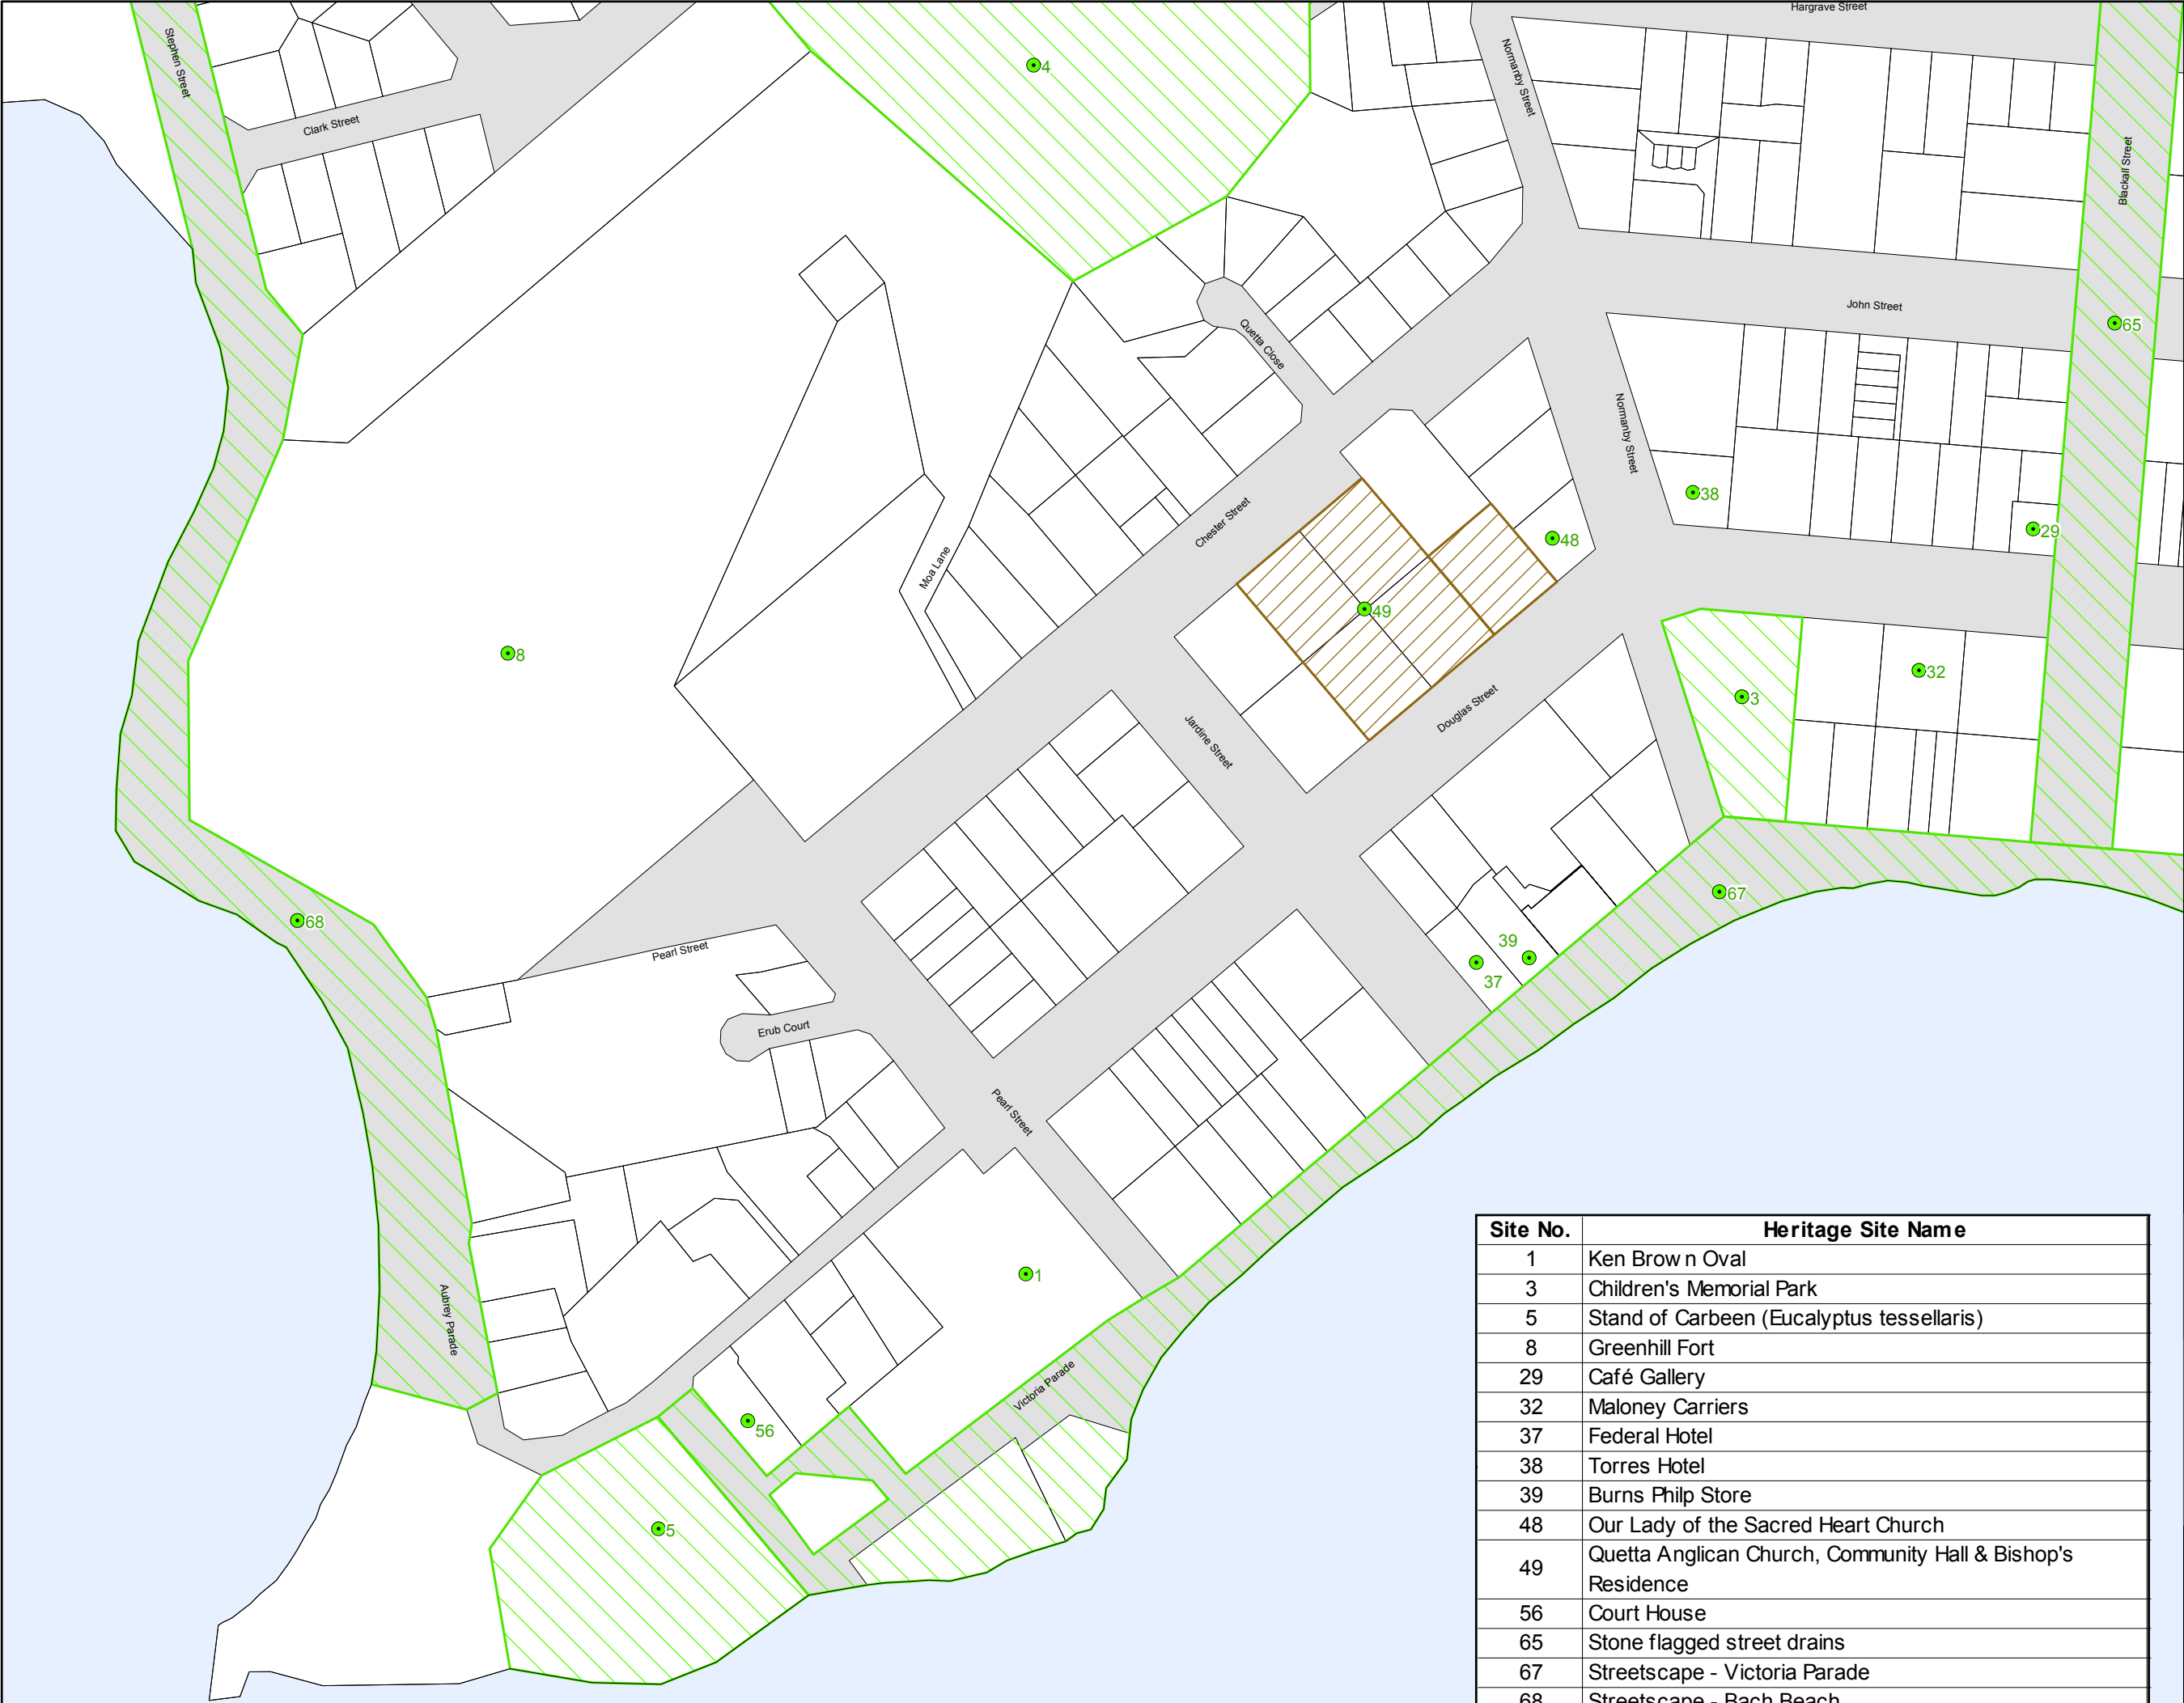 Hargrave Street
Stephen Street
4
Normanby Street
Clark Street
Blackall Street
John Street
65
Quetta Close
Normanby Street
38
Chester Street
29
48
Moa Lane
49
8
32
3
Douglas Street
Jardine Street
67
68
39
Pearl Street
37
Erub Court
Pearl Street
1
Aubrey Parade
Victoria Parade
56
5
Site No. Heritage Site Name
1 Ken Brown Oval
3 Children's Memorial Park
5 Stand of Carbeen (Eucalyptus tessellaris)
8 Greenhill Fort
29 Café Gallery
32 Maloney Carriers
37 Federal Hotel
38 Torres Hotel
39 Burns Philp Store
48 Our Lady of the Sacred Heart Church
49 Quetta Anglican Church, Community Hall & Bishop's
Residence
56 Court House
65 Stone flagged street drains
67 Streetscape - Victoria Parade
68 Streetscape - Bach Beach